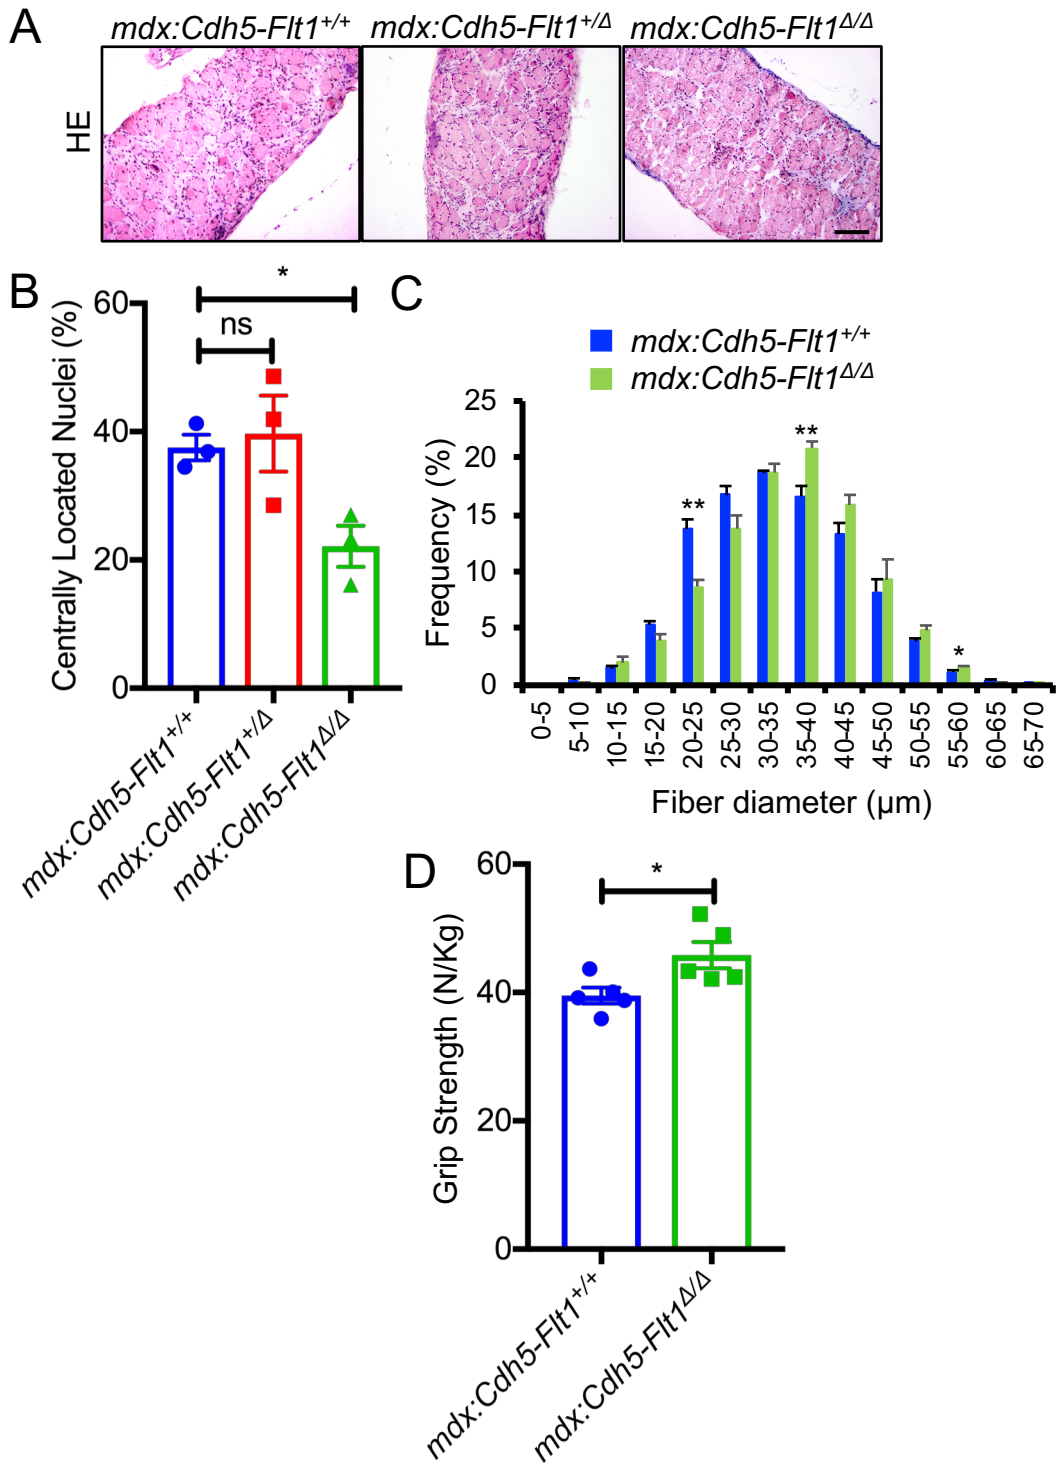 A
mdx:Cdh5-Flt1+/+ mdx:Cdh5-Flt1+/Δ mdx:Cdh5-Flt1Δ/Δ
HE
B
Centrally Located Nuclei (%)
60
40
20
0
*
ns
mdx:Cdh5-Flt1+/+
mdx:Cdh5-Flt1+/Δ
mdx:Cdh5-Flt1Δ/Δ
C
mdx:Cdh5-Flt1+/+
mdx:Cdh5-Flt1Δ/Δ
Frequency (%)
25
20
15
10
5
0
**
**
*
0-5
5-10
10-15
15-20
20-25
25-30
30-35
35-40
40-45
45-50
50-55
55-60
60-65
65-70
Fiber diameter (µm)
D
Grip Strength (N/Kg)
60
40
20
0
*
mdx:Cdh5-Flt1+/+
mdx:Cdh5-Flt1Δ/Δ